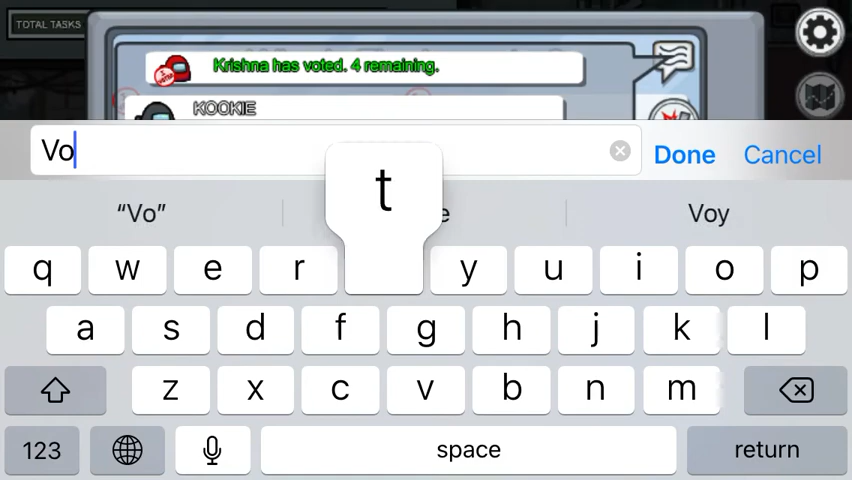 TOTAL TASKS
Krishna has voted. 4 remaining.
KOOKIE
Vo
Done
Cancel
t
“Vo”
e
Voy
q w e r y u i o p
a s d f g h j k l
z x c v b n m
123
space
return